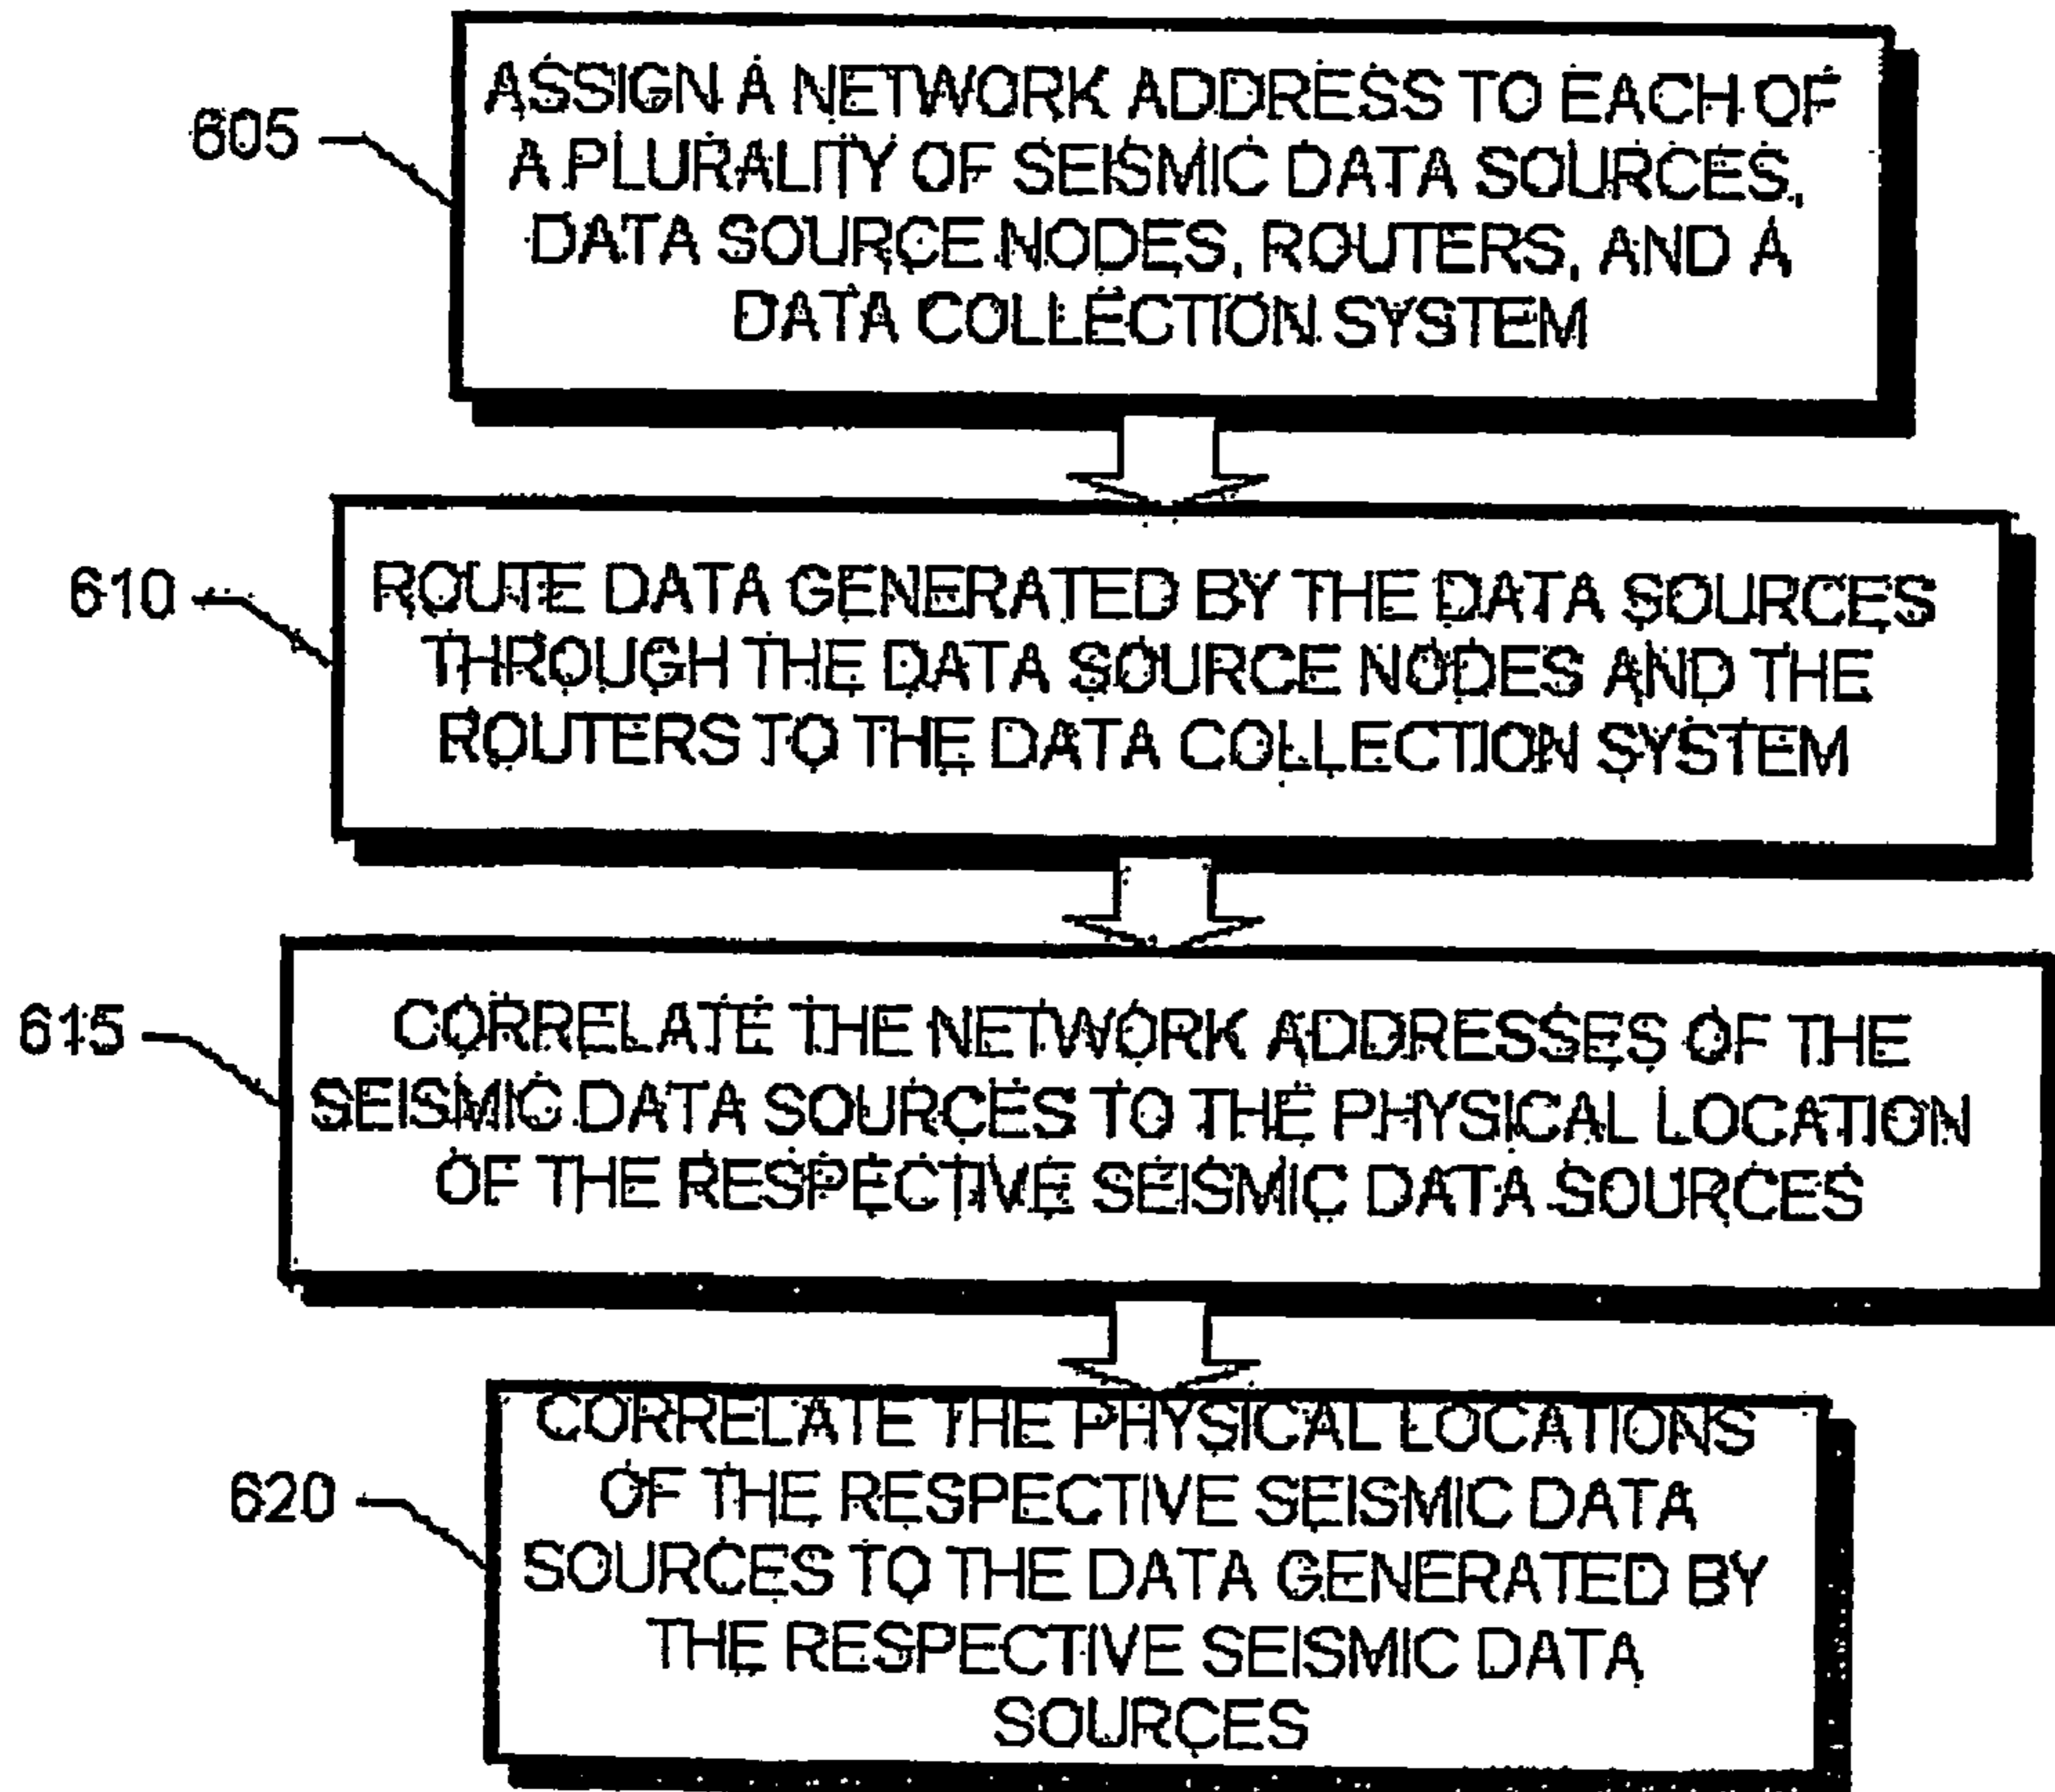 605
ASSIGN A NETWORK ADDRESS TO EACH OF
A PLURALITY OF SEISMIC DATA SOURCES,
DATA SOURCE NODES, ROUTERS, AND A
DATA COLLECTION SYSTEM
610
ROUTE DATA GENERATED BY THE DATA SOURCES
THROUGH THE DATA SOURCE NODES AND THE
ROUTERS TO THE DATA COLLECTION SYSTEM
615
CORRELATE THE NETWORK ADDRESSES OF THE
SEISMIC DATA SOURCES TO THE PHYSICAL LOCATION
OF THE RESPECTIVE SEISMIC DATA SOURCES
620
CORRELATE THE PHYSICAL LOCATIONS
OF THE RESPECTIVE SEISMIC DATA
SOURCES TO THE DATA GENERATED BY
THE RESPECTIVE SEISMIC DATA
SOURCES